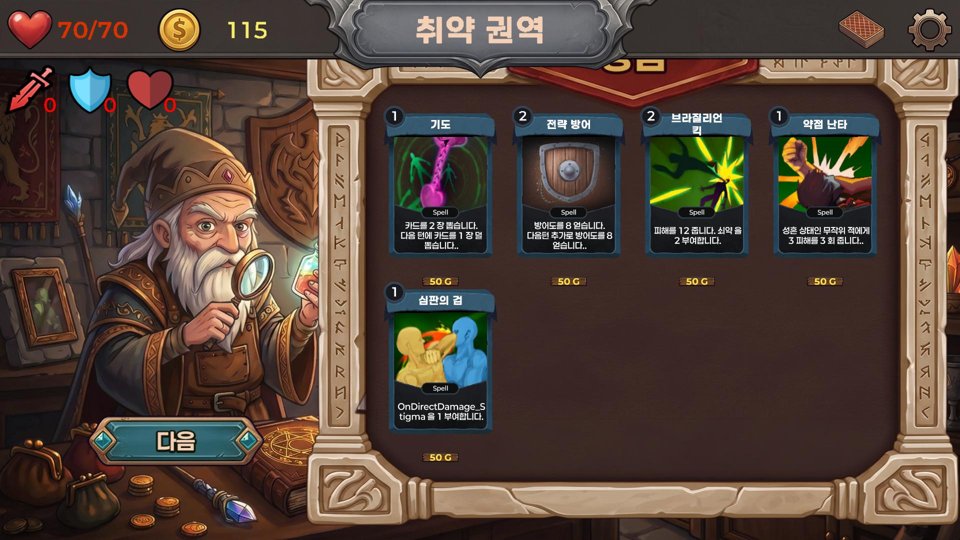 70/70
115
취약 권역
0
0
0
1
기도
Spell
카드를 2 장 뽑습니다.
다음 턴에 카드를 1 장 덜
뽑습니다..
50 G
2
전략 방어
Spell
방어도를 8 얻습니다.
다음턴 추가로 방어도를 8
얻습니다..
50 G
2
브라질리언
킥
Spell
피해를 12 줍니다. 쇠약 을
2 부여합니다.
50 G
1
약점 난타
Spell
성흔 상태인 무작위 적에게
3 피해를 3 회 줍니다..
50 G
1
심판의 검
Spell
OnDirectDamage_S
tigma 을 1 부여합니다.
50 G
다음